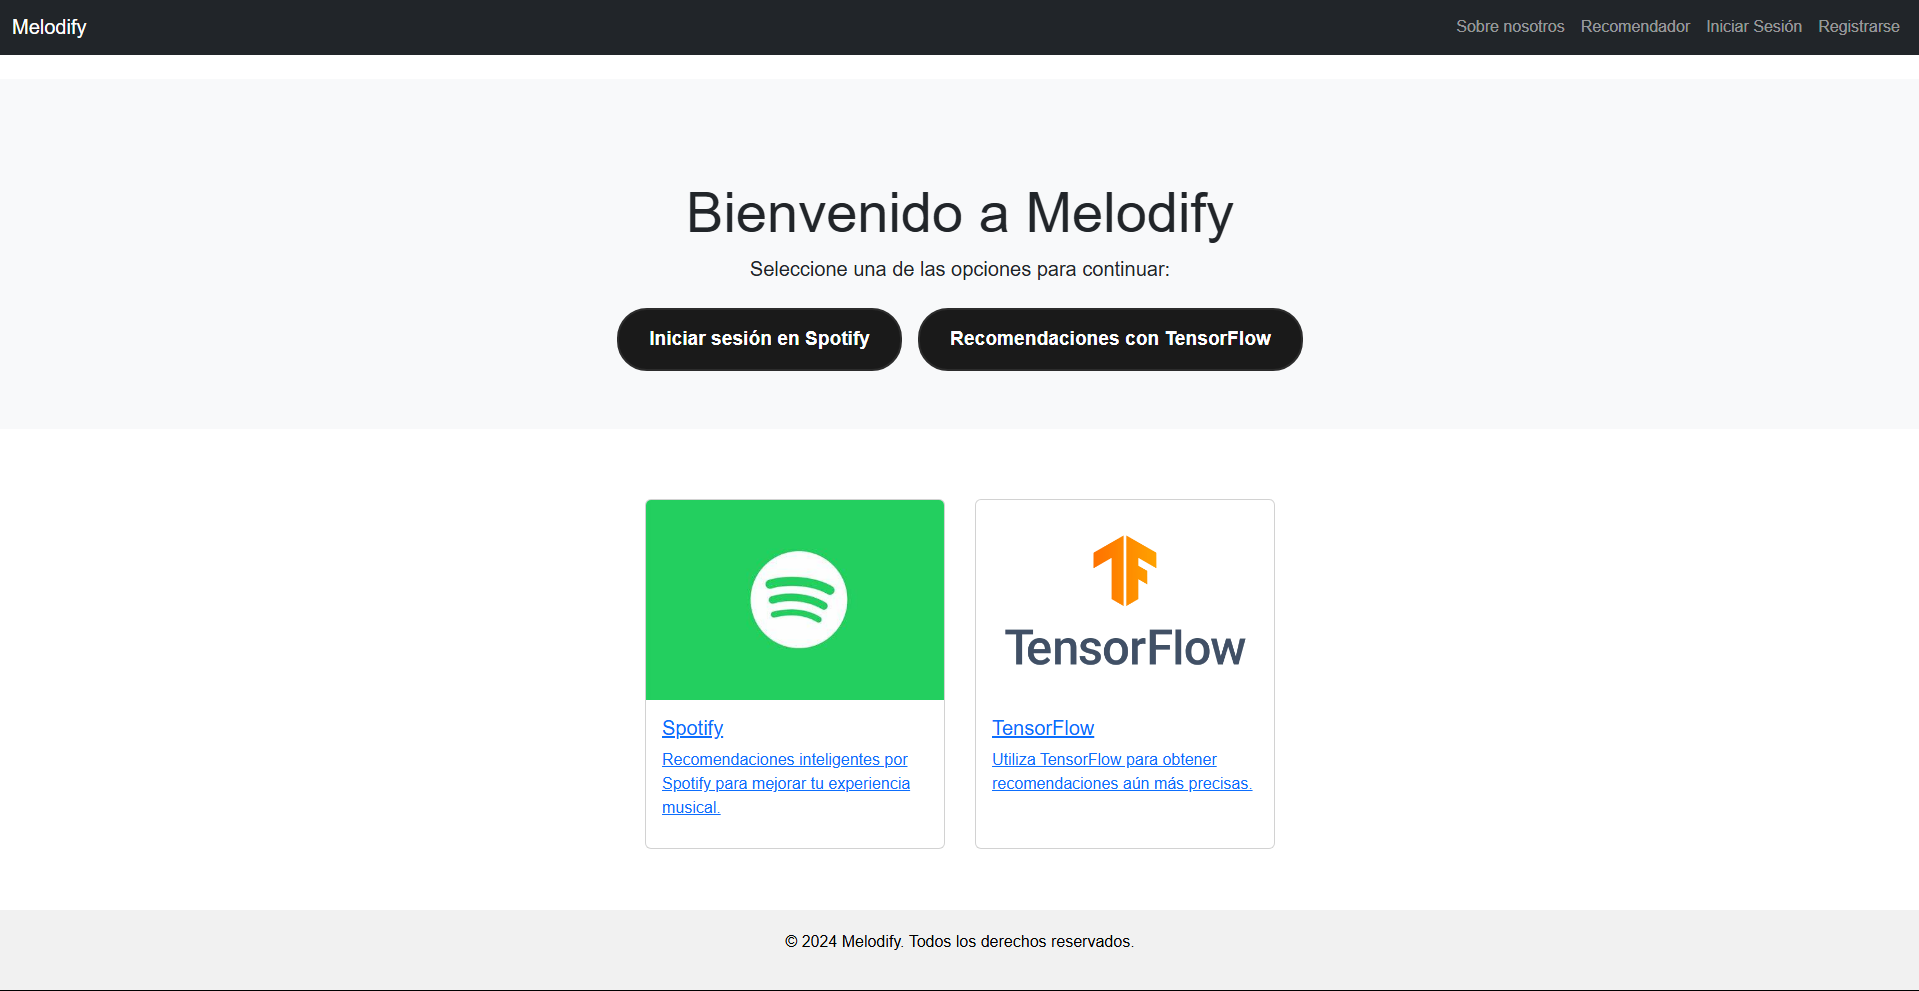 Melodify
Sobre nosotros Recomendador Iniciar Sesión Registrarse
Bienvenido a Melodify
Seleccione una de las opciones para continuar:
Iniciar sesión en Spotify
Recomendaciones con TensorFlow
TensorFlow
Spotify
Recomendaciones inteligentes por
Spotify para mejorar tu experiencia
musical.
TensorFlow
Utiliza TensorFlow para obtener
recomendaciones aún más precisas.
© 2024 Melodify. Todos los derechos reservados.